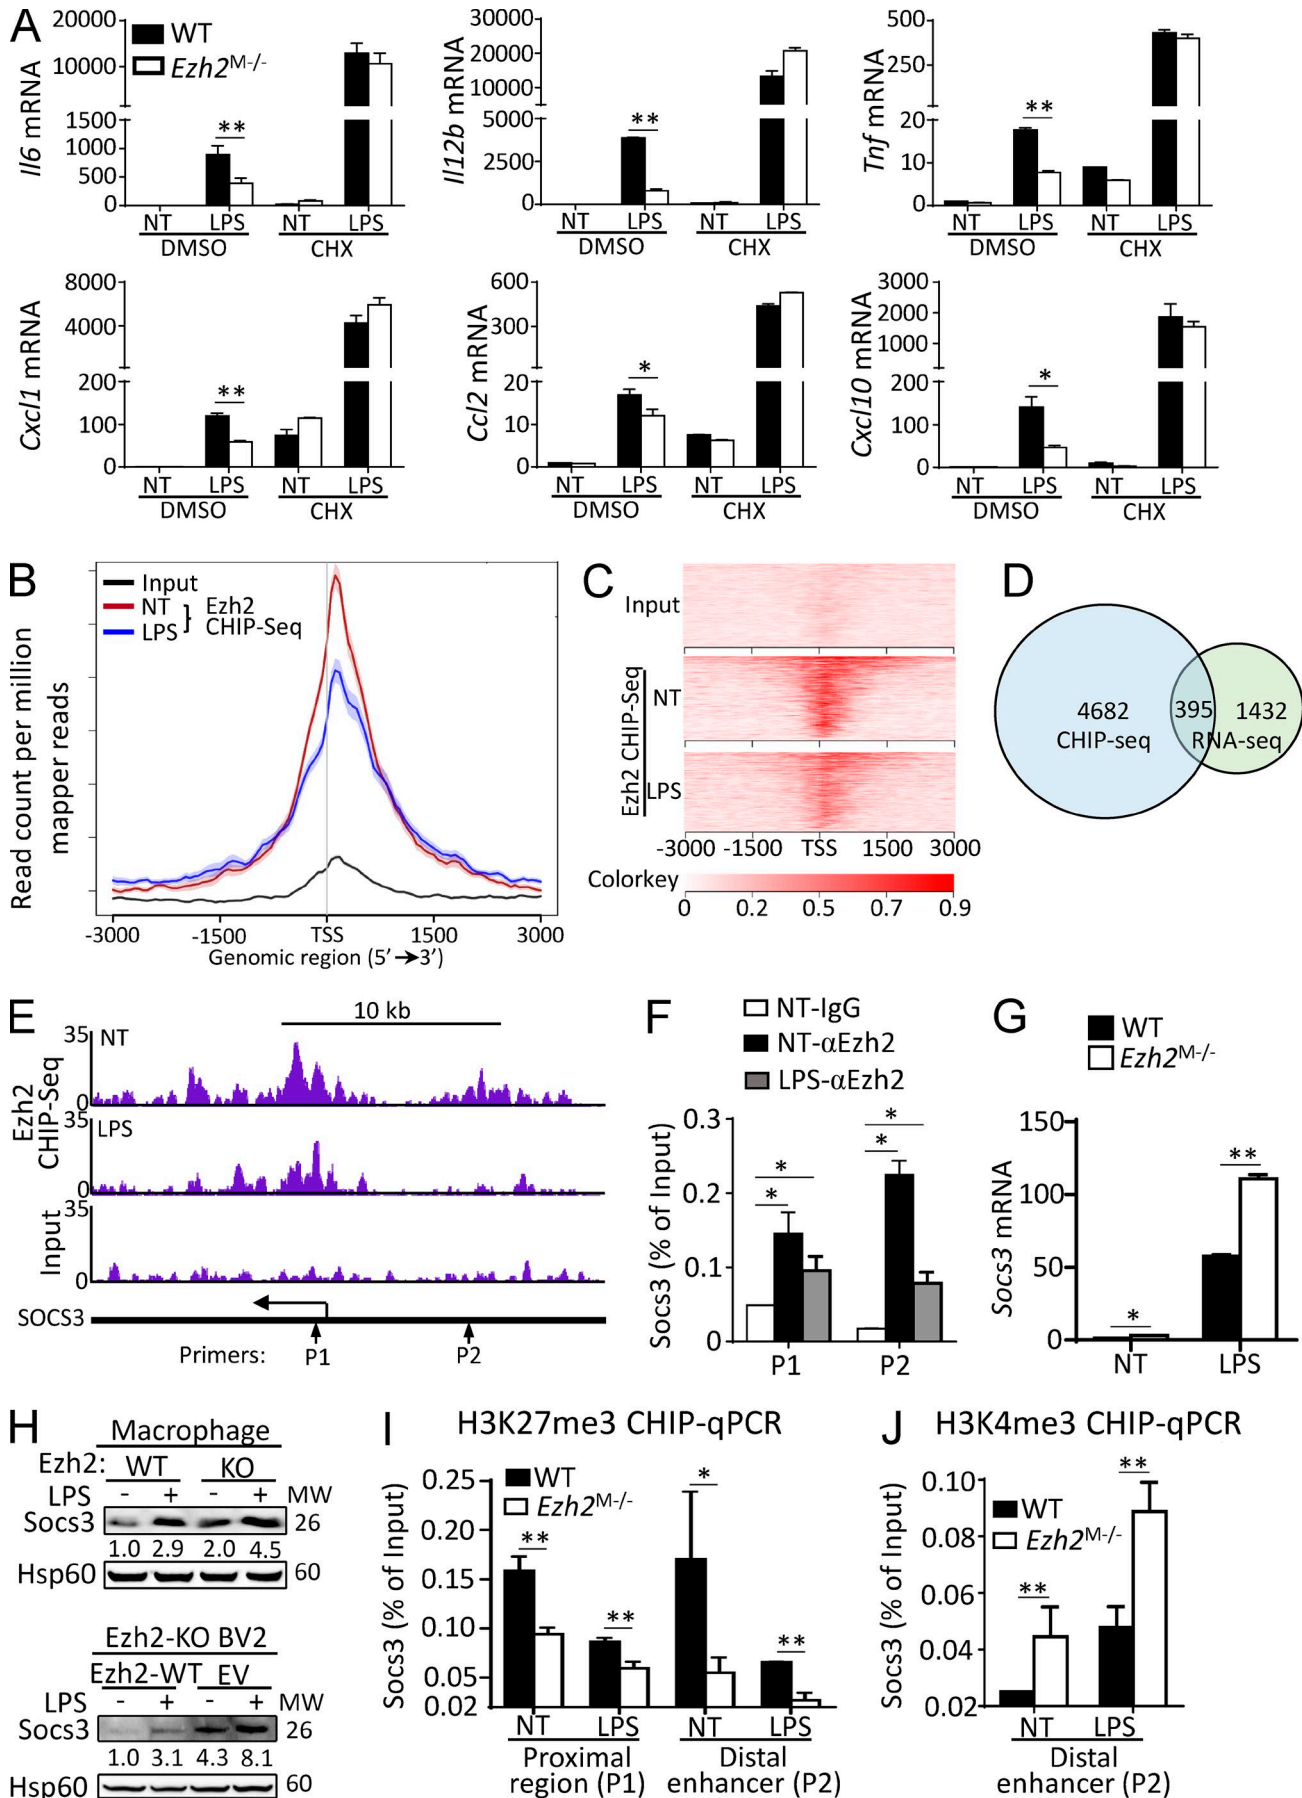 A
WT
Ezh2M-/-
Il6 mRNA
20000
10000
1500
1000
500
0
**
NT LPS NT LPS
DMSO CHX
Il12b mRNA
30000
20000
10000
5000
2500
0
**
NT LPS NT LPS
DMSO CHX
Tnf mRNA
500
250
20
10
0
**
NT LPS NT LPS
DMSO CHX
Cxcl1 mRNA
8000
4000
200
100
0
**
NT LPS NT LPS
DMSO CHX
Ccl2 mRNA
600
300
20
10
0
*
NT LPS NT LPS
DMSO CHX
Cxcl10 mRNA
3000
2000
1000
200
100
0
*
NT LPS NT LPS
DMSO CHX
B
Input
NT
LPS
} Ezh2
CHIP-Seq
Read count per million
mapper reads
-3000 -1500 TSS 1500 3000
Genomic region (5’ → 3’)
C
Input
Ezh2 CHIP-Seq
NT
LPS
-3000 -1500 TSS 1500 3000
Colorkey
0 0.2 0.5 0.7 0.9
D
4682 395 1432
CHIP-seq RNA-seq
E
10 kb
Ezh2
CHIP-Seq
35
NT
0
35
LPS
0
Input
35
0
SOCS3
Primers: P1 P2
F
NT-IgG
NT-αEzh2
LPS-αEzh2
Socs3 (% of Input)
0.3
0.2
0.1
0
*
*
*
*
P1 P2
G
WT
Ezh2M-/-
Socs3 mRNA
150
100
50
0
*
**
NT LPS
H
Macrophage
Ezh2: WT KO
LPS - + - + MW
Socs3 26
1.0 2.9 2.0 4.5
Hsp60 60
Ezh2-KO BV2
Ezh2-WT EV
LPS - + - + MW
Socs3 26
1.0 3.1 4.3 8.1
Hsp60 60
I
H3K27me3 CHIP-qPCR
WT
Ezh2M-/-
Socs3 (% of Input)
0.25
0.20
0.15
0.10
0.05
0.02
**
**
*
**
NT LPS NT LPS
Proximal
region (P1)
Distal
enhancer (P2)
J
H3K4me3 CHIP-qPCR
WT
Ezh2M-/-
Socs3 (% of Input)
0.10
0.08
0.06
0.04
0.02
**
**
NT LPS
Distal
enhancer (P2)